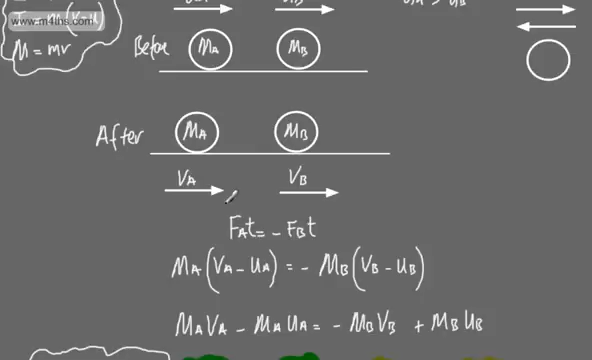 www.m4ths.com
M = mv
Before MA MB
After MA MB
VA VB
FAt = - FBt
MA(VA - UA) = - MB(VB - UB)
MAVA - MAUA = - MBVB + MBUB